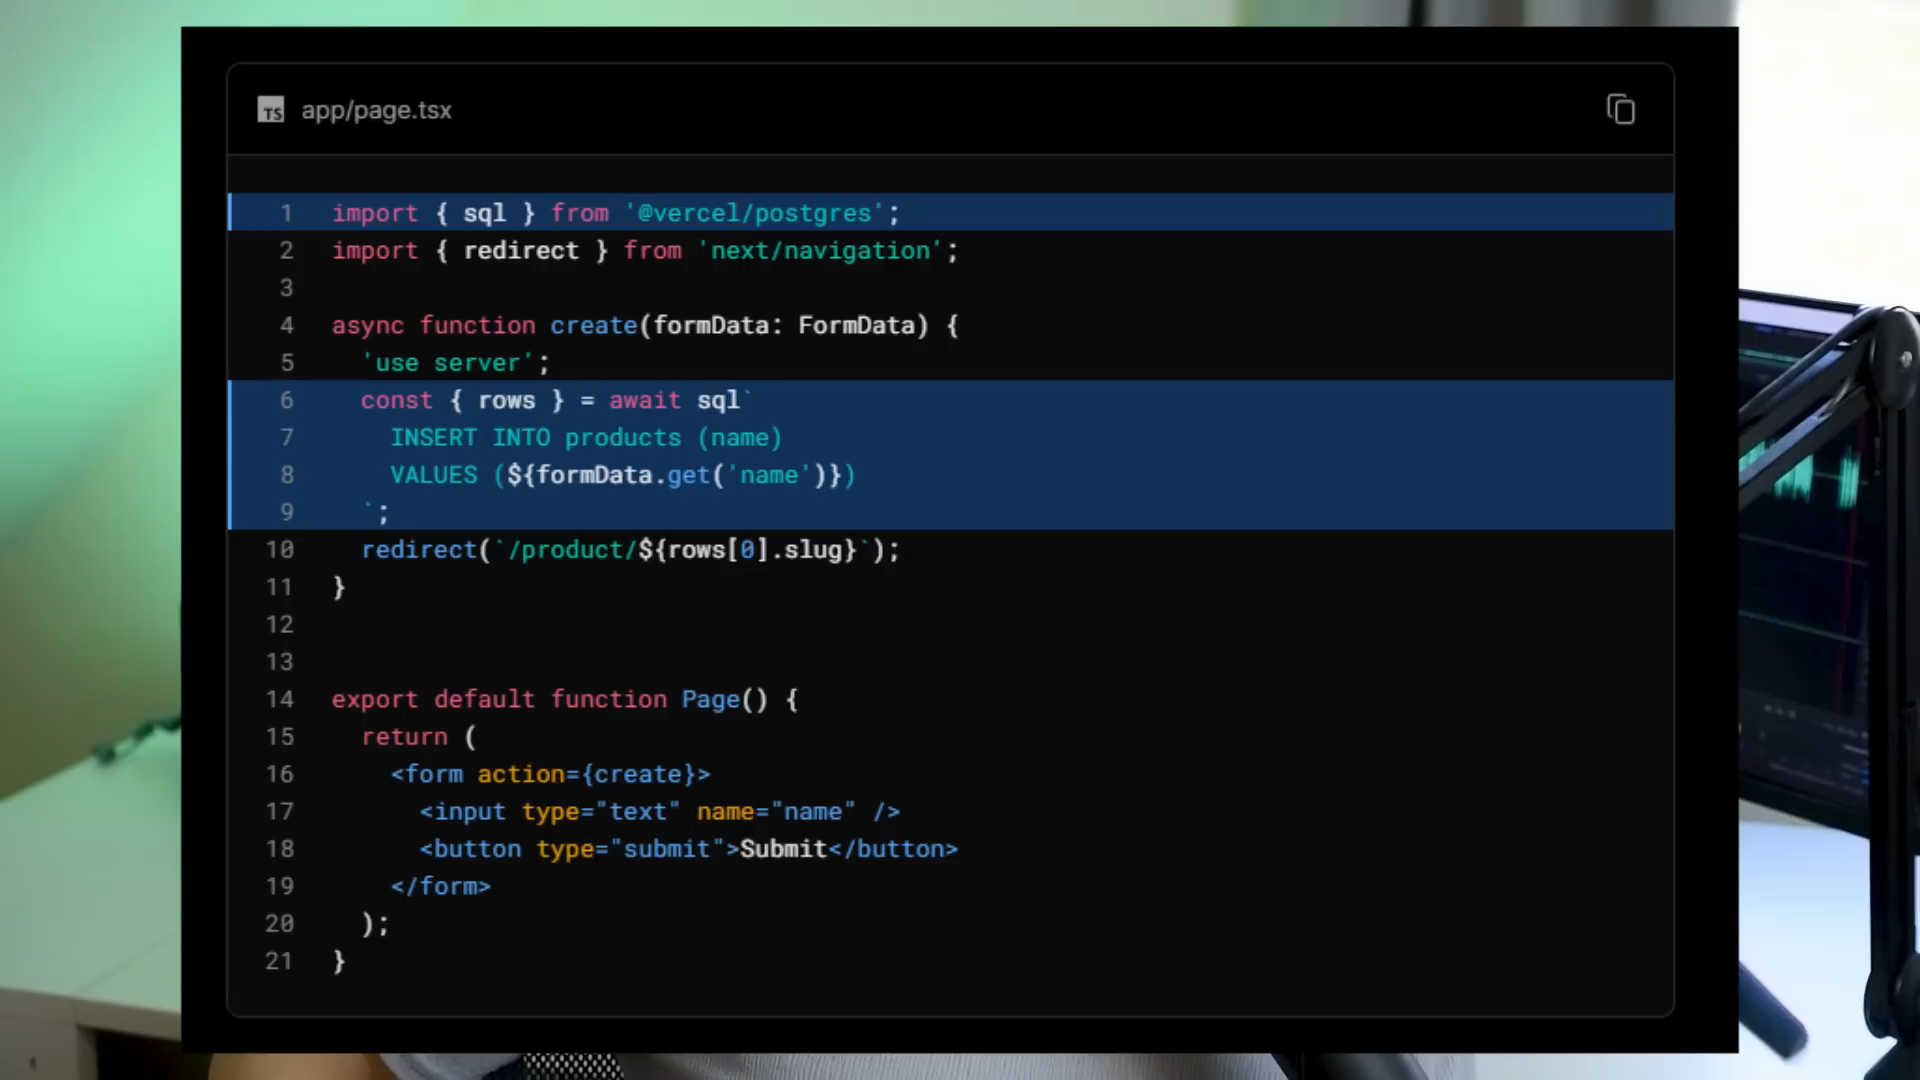 TS app/page.tsx
1 import { sql } from '@vercel/postgres';
2 import { redirect } from 'next/navigation';
3
4 async function create(formData: FormData) {
5   'use server';
6   const { rows } = await sql`
7     INSERT INTO products (name)
8     VALUES (${formData.get('name')})
9   `;
10   redirect(`/product/${rows[0].slug}`);
11 }
12
13
14 export default function Page() {
15   return (
16     <form action={create}>
17       <input type="text" name="name" />
18       <button type="submit">Submit</button>
19     </form>
20   );
21 }